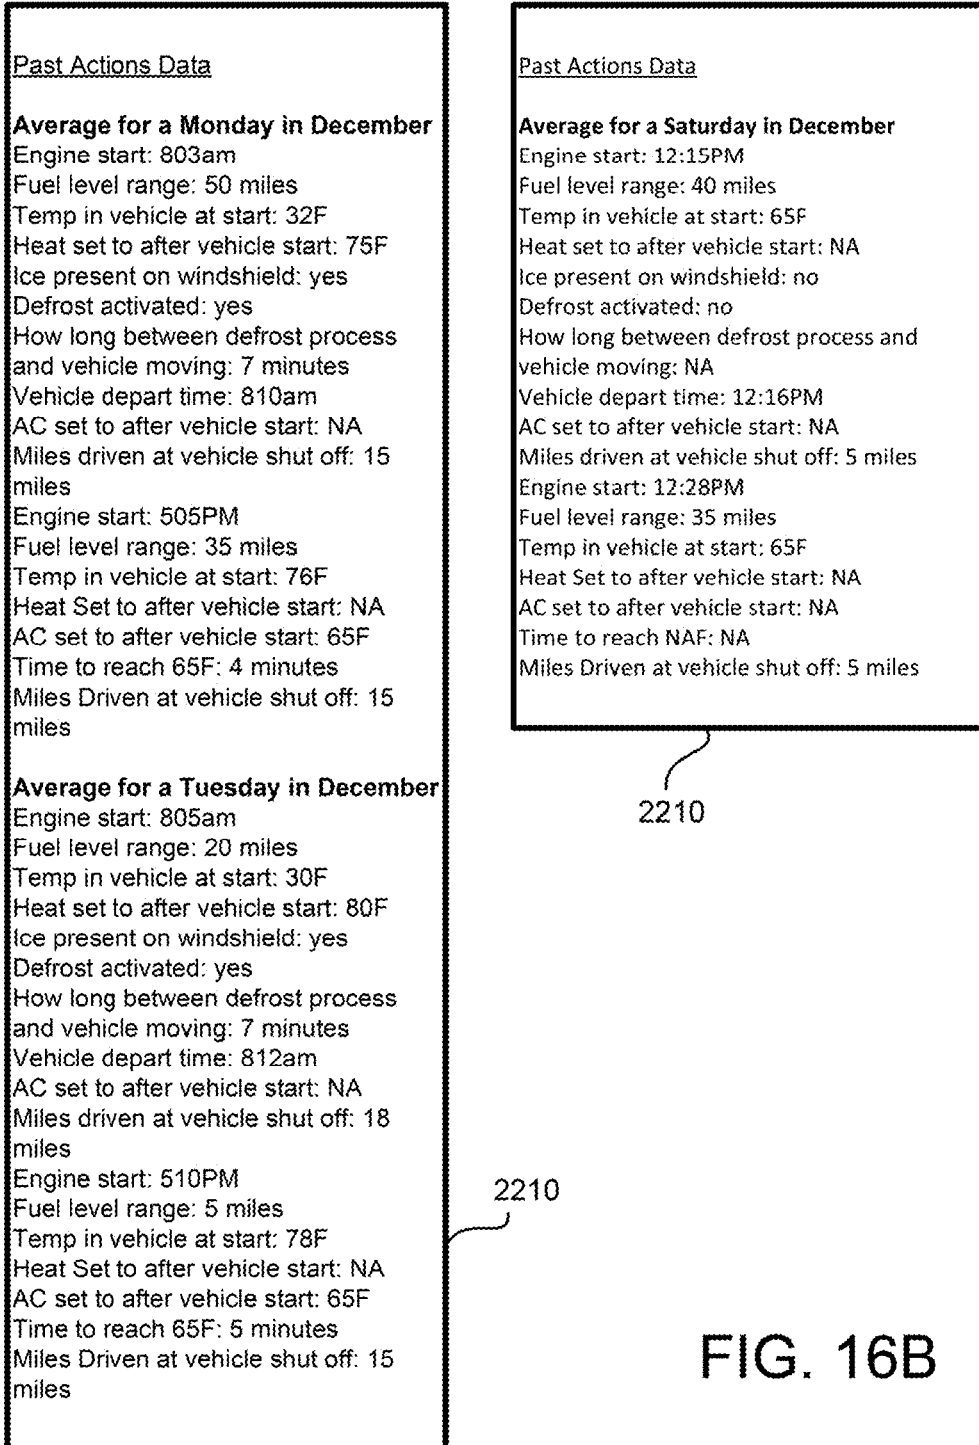 Past Actions Data
Average for a Monday in December
Engine start: 803am
Fuel level range: 50 miles
Temp in vehicle at start: 32F
Heat set to after vehicle start: 75F
Ice present on windshield: yes
Defrost activated: yes
How long between defrost process
and vehicle moving: 7 minutes
Vehicle depart time: 810am
AC set to after vehicle start: NA
Miles driven at vehicle shut off: 15
miles
Engine start: 505PM
Fuel level range: 35 miles
Temp in vehicle at start: 76F
Heat Set to after vehicle start: NA
AC set to after vehicle start: 65F
Time to reach 65F: 4 minutes
Miles Driven at vehicle shut off: 15
miles
Average for a Tuesday in December
Engine start: 805am
Fuel level range: 20 miles
Temp in vehicle at start: 30F
Heat set to after vehicle start: 80F
Ice present on windshield: yes
Defrost activated: yes
How long between defrost process
and vehicle moving: 7 minutes
Vehicle depart time: 812am
AC set to after vehicle start: NA
Miles driven at vehicle shut off: 18
miles
Engine start: 510PM
Fuel level range: 5 miles
Temp in vehicle at start: 78F
Heat Set to after vehicle start: NA
AC set to after vehicle start: 65F
Time to reach 65F: 5 minutes
Miles Driven at vehicle shut off: 15
miles
2210
Past Actions Data
Average for a Saturday in December
Engine start: 12:15PM
Fuel level range: 40 miles
Temp in vehicle at start: 65F
Heat set to after vehicle start: NA
Ice present on windshield: no
Defrost activated: no
How long between defrost process and
vehicle moving: NA
Vehicle depart time: 12:16PM
AC set to after vehicle start: NA
Miles driven at vehicle shut off: 5 miles
Engine start: 12:28PM
Fuel level range: 35 miles
Temp in vehicle at start: 65F
Heat Set to after vehicle start: NA
AC set to after vehicle start: NA
Time to reach NAF: NA
Miles Driven at vehicle shut off: 5 miles
2210
FIG. 16B